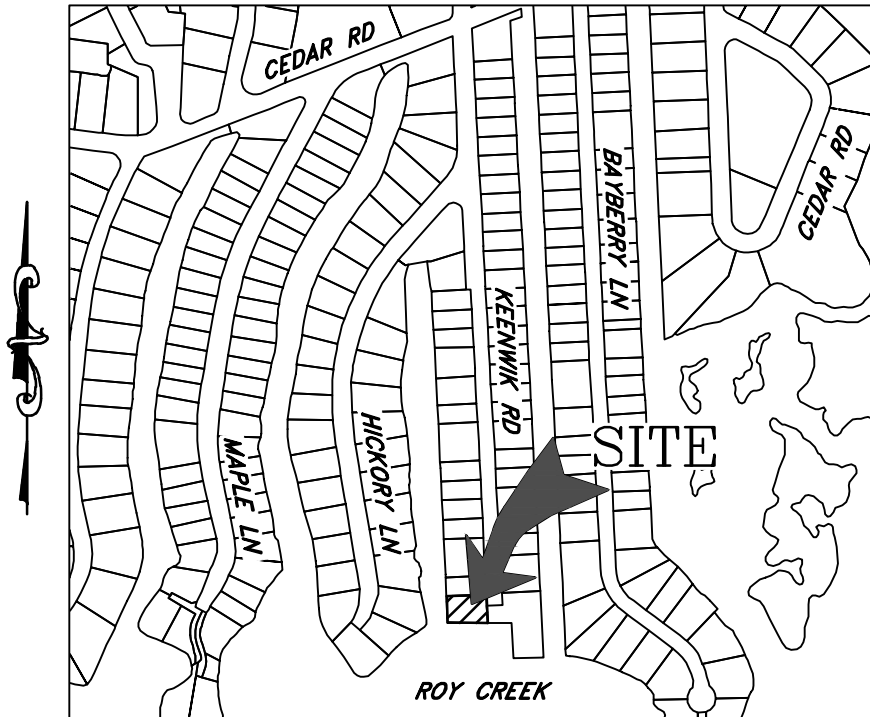 CEDAR RD
CEDAR RD
BAYBERRY LN
KEENWIK RD
SITE
HICKORY LN
MAPLE LN
ROY CREEK